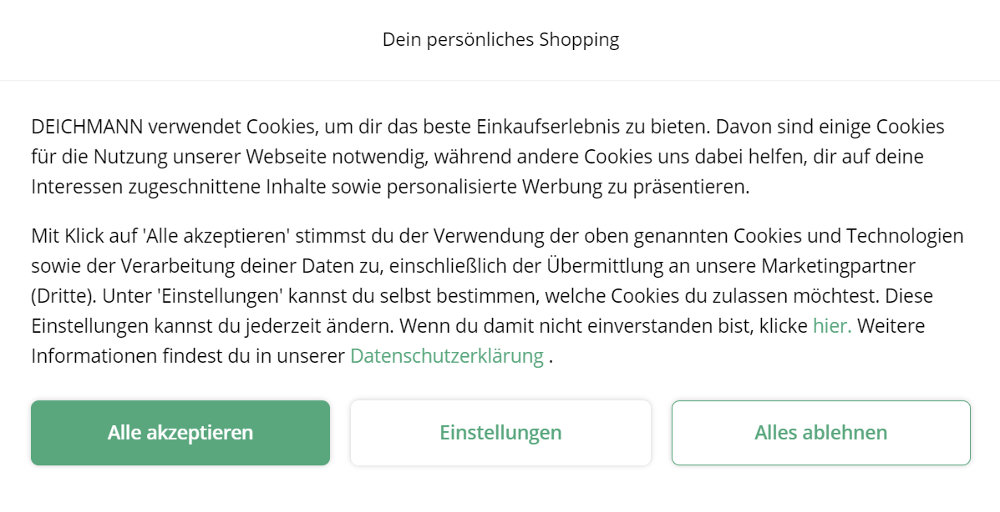 Dein persönliches Shopping
DEICHMANN verwendet Cookies, um dir das beste Einkaufserlebnis zu bieten. Davon sind einige Cookies
für die Nutzung unserer Webseite notwendig, während andere Cookies uns dabei helfen, dir auf deine
Interessen zugeschnittene Inhalte sowie personalisierte Werbung zu präsentieren.
Mit Klick auf 'Alle akzeptieren' stimmst du der Verwendung der oben genannten Cookies und Technologien
sowie der Verarbeitung deiner Daten zu, einschließlich der Übermittlung an unsere Marketingpartner
(Dritte). Unter 'Einstellungen' kannst du selbst bestimmen, welche Cookies du zulassen möchtest. Diese
Einstellungen kannst du jederzeit ändern. Wenn du damit nicht einverstanden bist, klicke hier. Weitere
Informationen findest du in unserer Datenschutzerklärung .
Alle akzeptieren
Einstellungen
Alles ablehnen